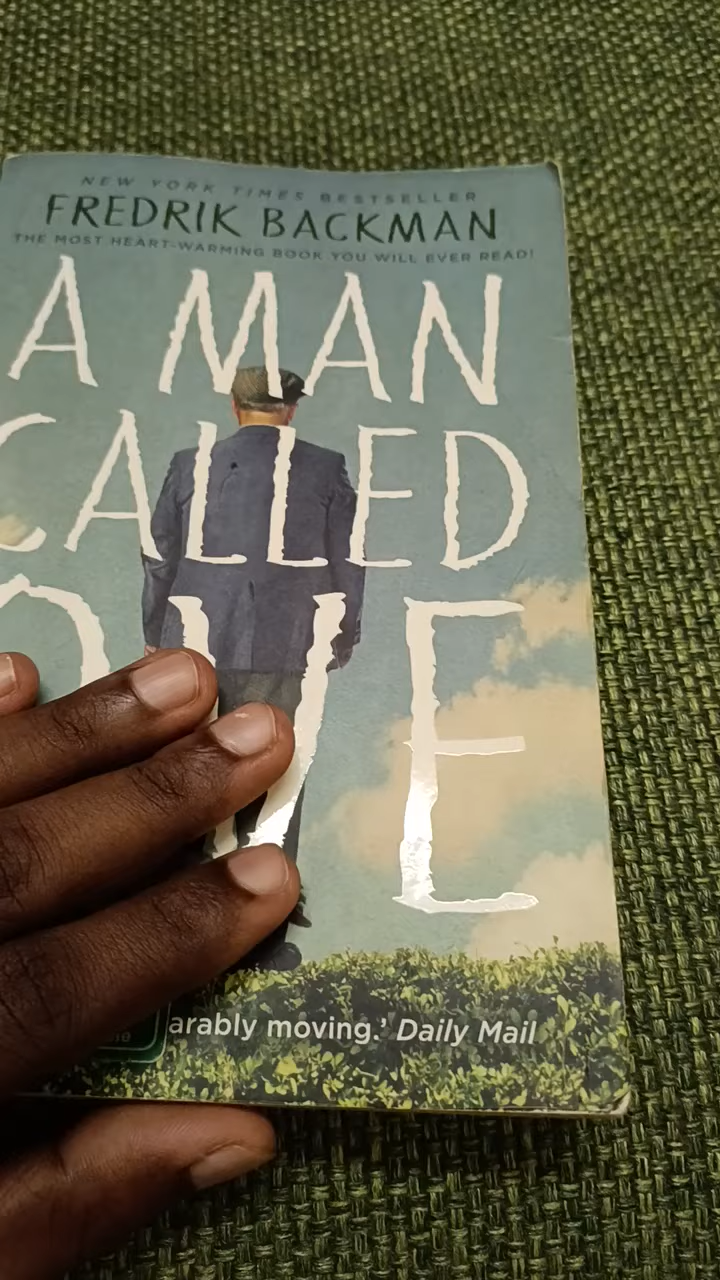 NEW YORK TIMES BESTSELLER
FREDRIK BACKMAN
THE MOST HEART-WARMING BOOK YOU WILL EVER READ!
A MAN
CALLED
OVE
arably moving.' Daily Mail